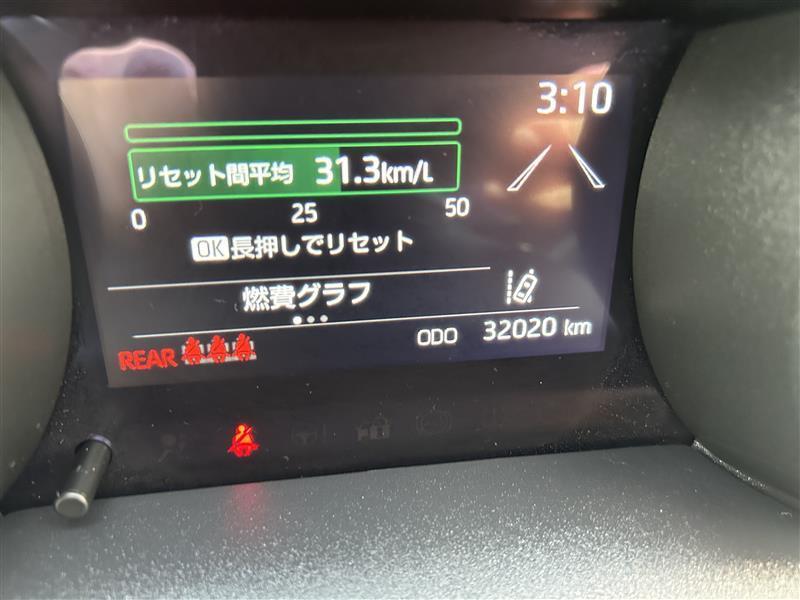 3:10
リセット間平均 31.3km/L
0 25 50
OK長押しでリセット
燃費グラフ
REAR
ODO 32020 km